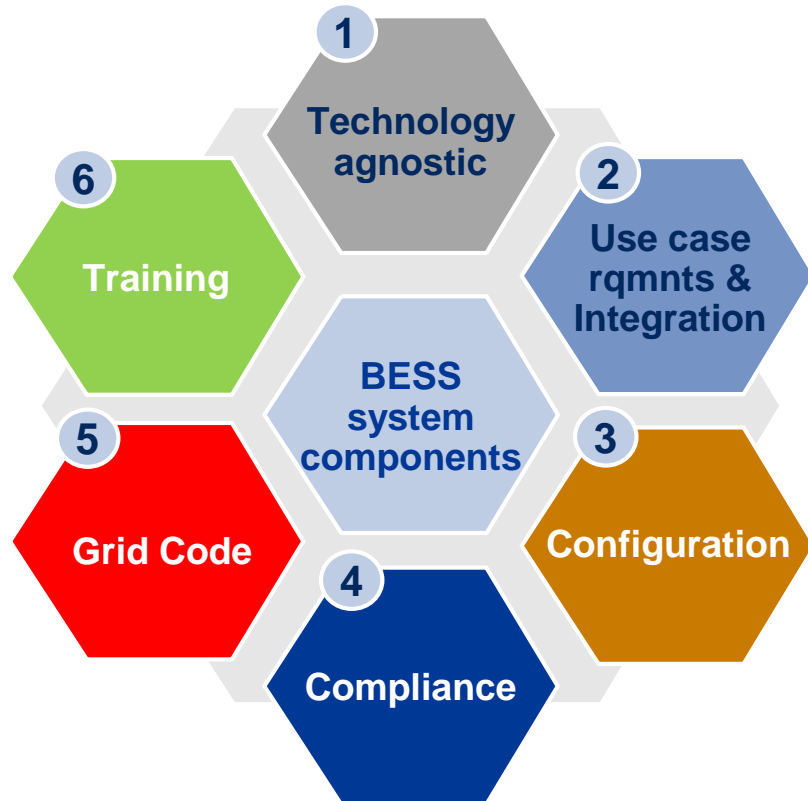 1
Technology
agnostic
2
Use case
rqmnts &
Integration
3
Configuration
4
Compliance
5
Grid Code
6
Training
BESS
system
components